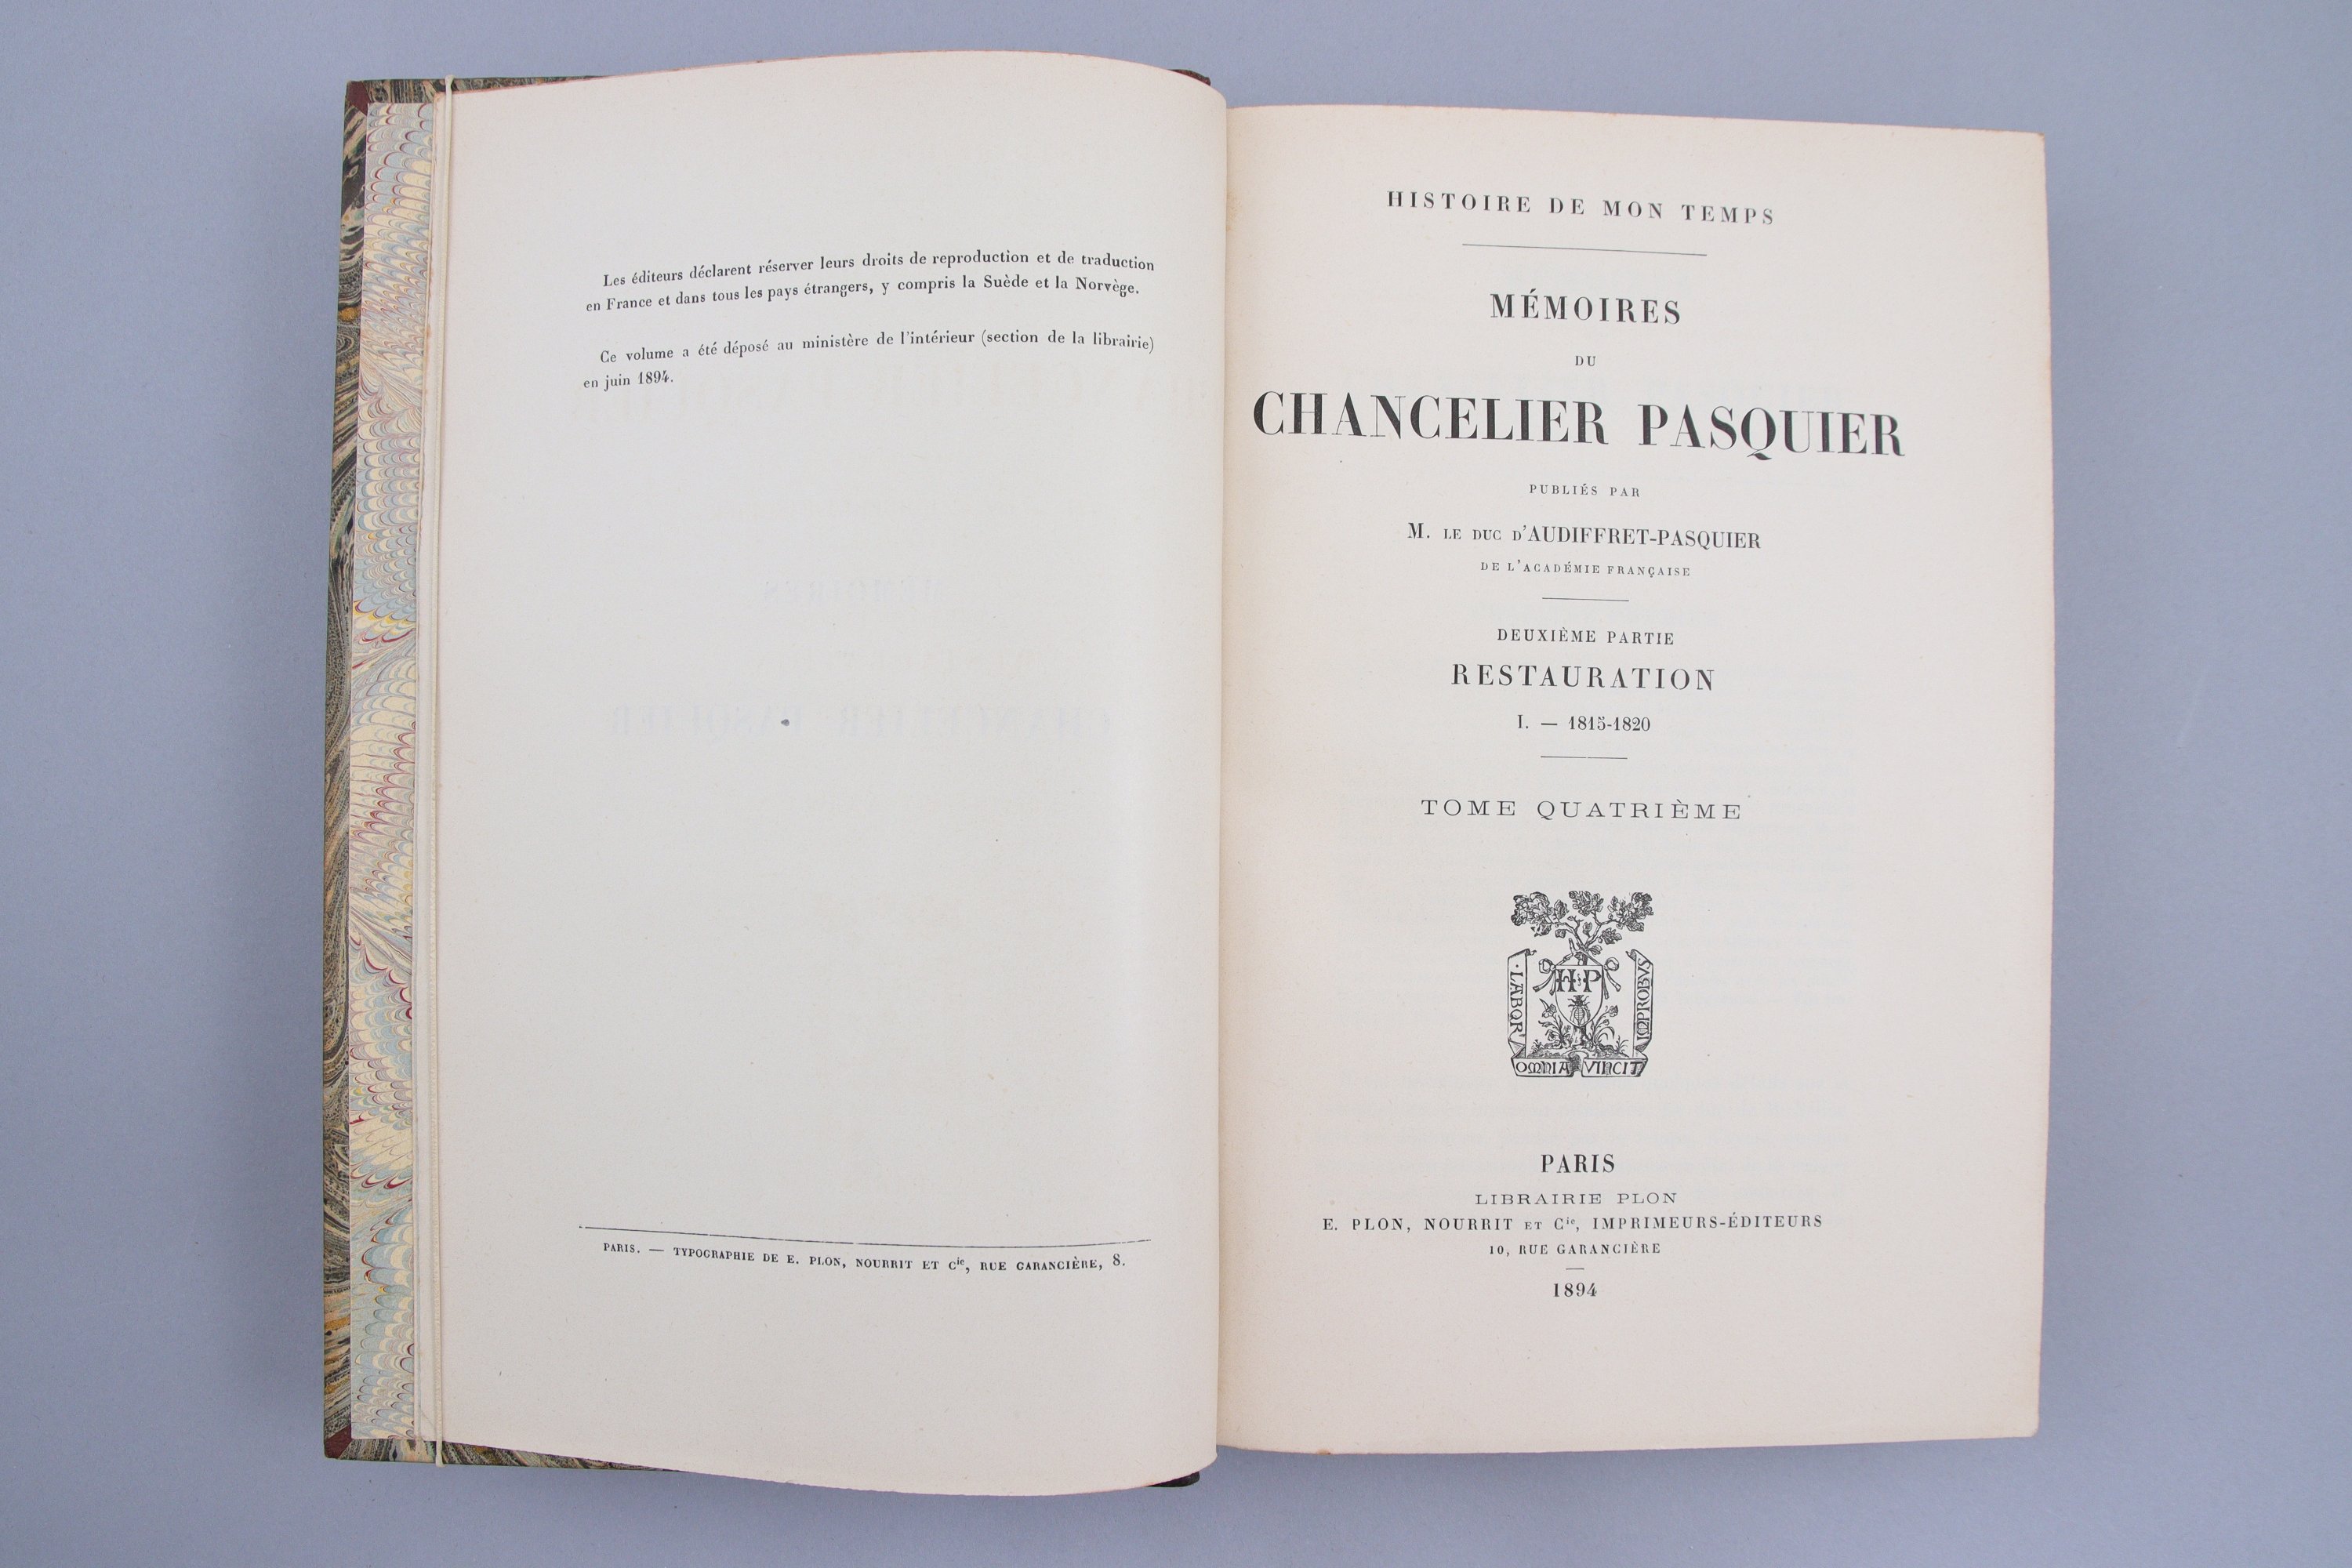 Les éditeurs déclarent réserver leurs droits de reproduction et de traduction
en France et dans tous les pays étrangers, y compris la Suède et la Norvège.
Ce volume a été déposé au ministère de l'intérieur (section de la librairie)
en juin 1894.
PARIS. — TYPOGRAPHIE DE E. PLON, NOURRIT ET Cie, RUE GARANCIÈRE, 8.
HISTOIRE DE MON TEMPS
MÉMOIRES
DU
CHANCELIER PASQUIER
PUBLIÉS PAR
M. LE DUC D'AUDIFFRET-PASQUIER
DE L'ACADÉMIE FRANÇAISE
DEUXIÈME PARTIE
RESTAURATION
I. — 1815-1820
TOME QUATRIÈME
H P
LABOR
OMNIA VINCIT
IMPROBVS
PARIS
LIBRAIRIE PLON
E. PLON, NOURRIT ET Cie, IMPRIMEURS-ÉDITEURS
10, RUE GARANCIÈRE
1894